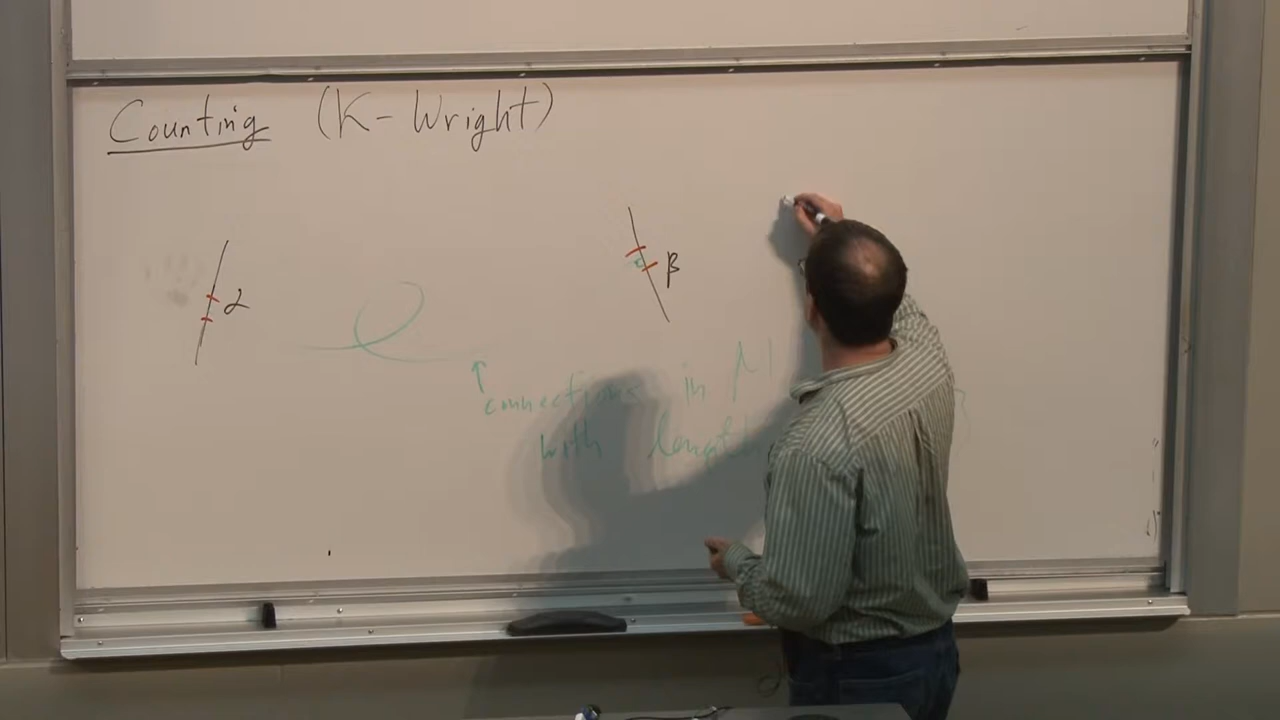 Counting (K-Wright)
α
β
connections in M
with length